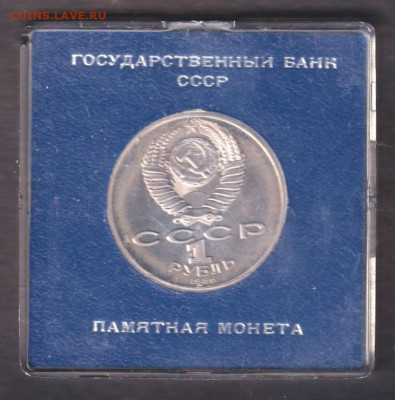 COINS.LAVE.RU
ГОСУДАРСТВЕННЫЙ БАНК
СССР
СССР
1
РУБЛЬ
ПАМЯТНАЯ МОНЕТА